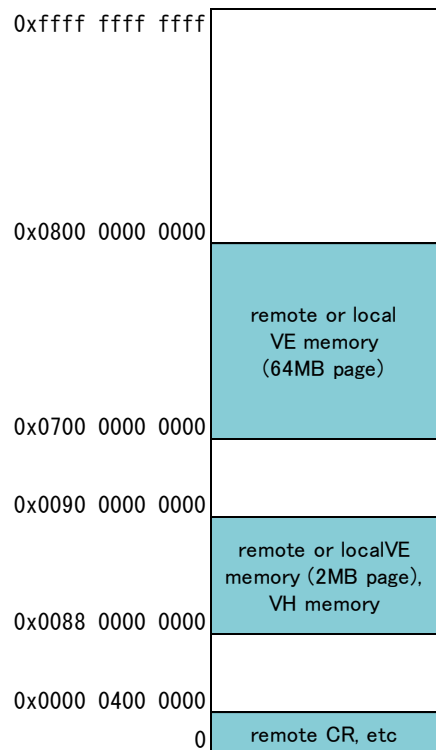 0xffff ffff ffff
0x0800 0000 0000
remote or local
VE memory
(64MB page)
0x0700 0000 0000
0x0090 0000 0000
remote or localVE
memory (2MB page),
VH memory
0x0088 0000 0000
0x0000 0400 0000
remote CR, etc
0